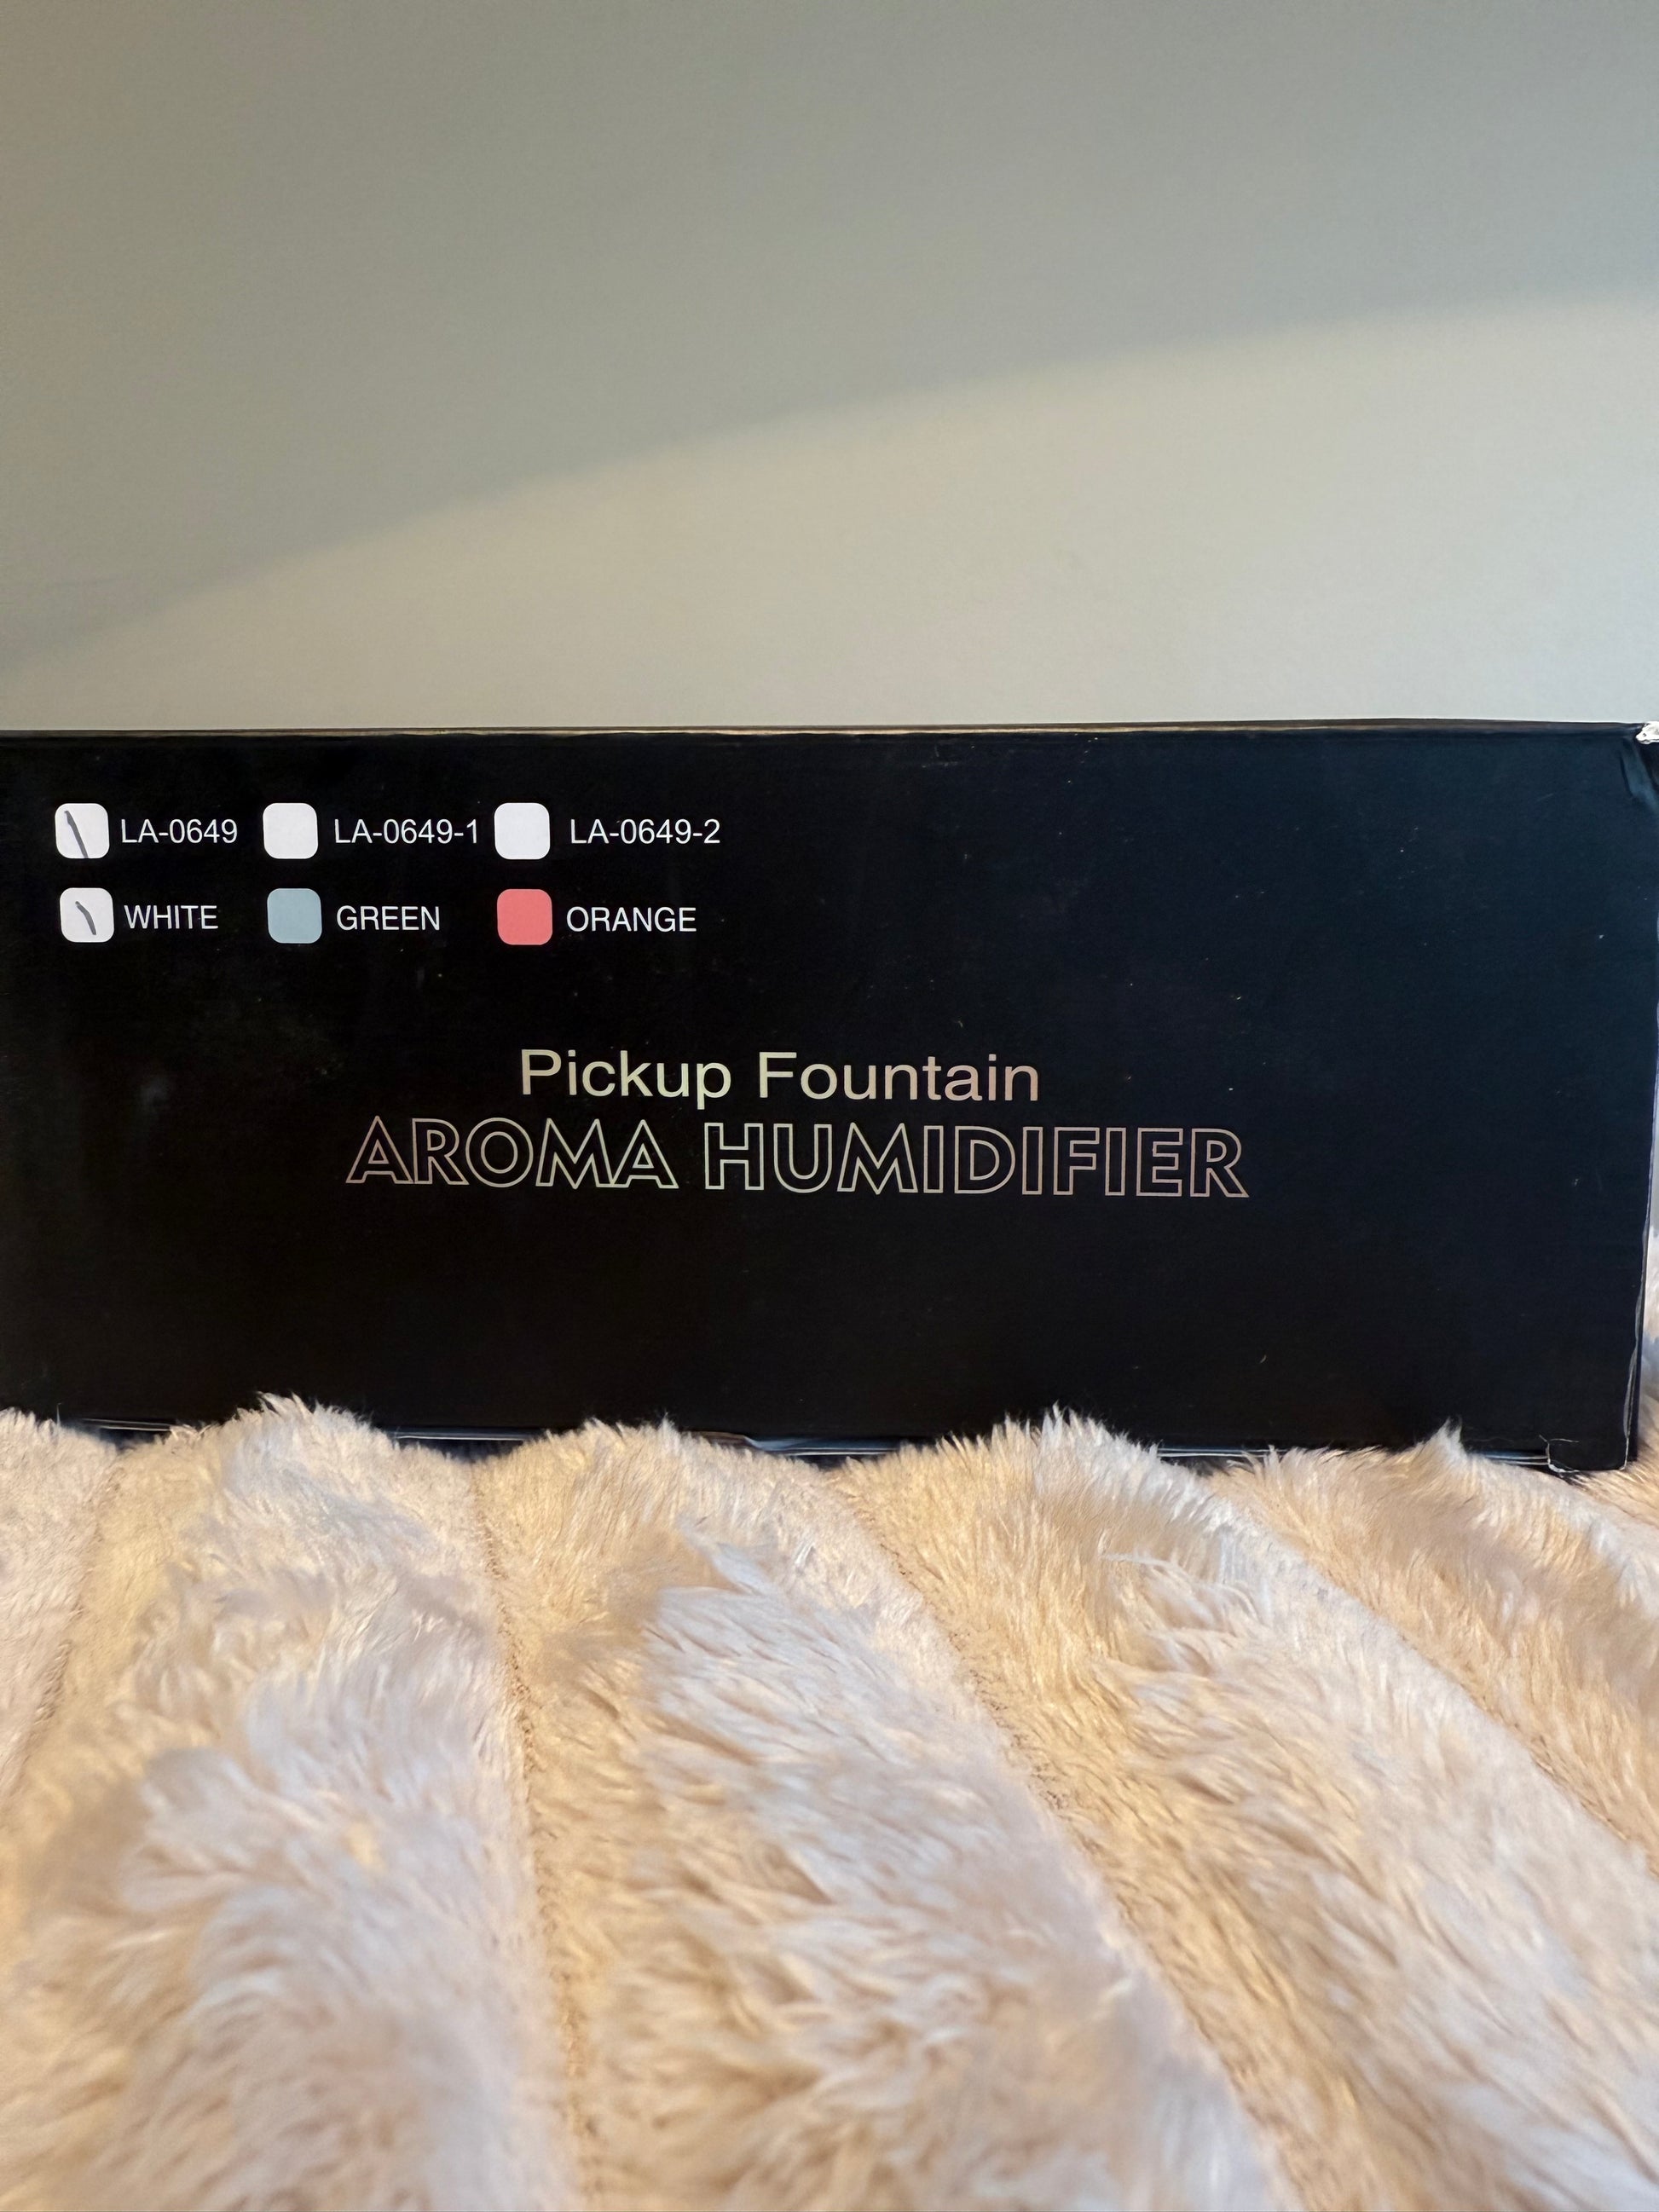 LA-0649 LA-0649-1 LA-0649-2
WHITE GREEN ORANGE
Pickup Fountain
AROMA HUMIDIFIER